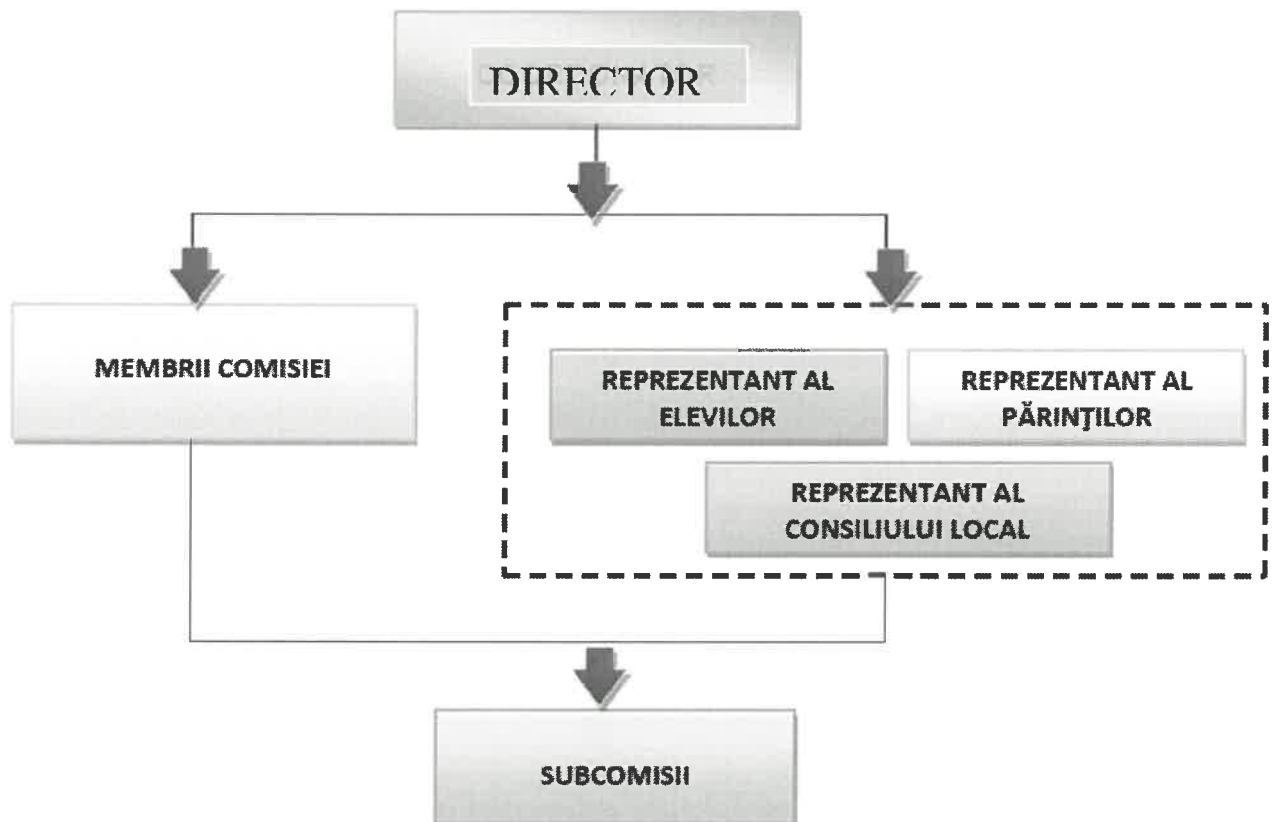 DIRECTOR
MEMBRII COMISIEI
REPREZENTANT AL
ELEVILOR
REPREZENTANT AL
PĂRINŢILOR
REPREZENTANT AL
CONSILIULUI LOCAL
SUBCOMISII